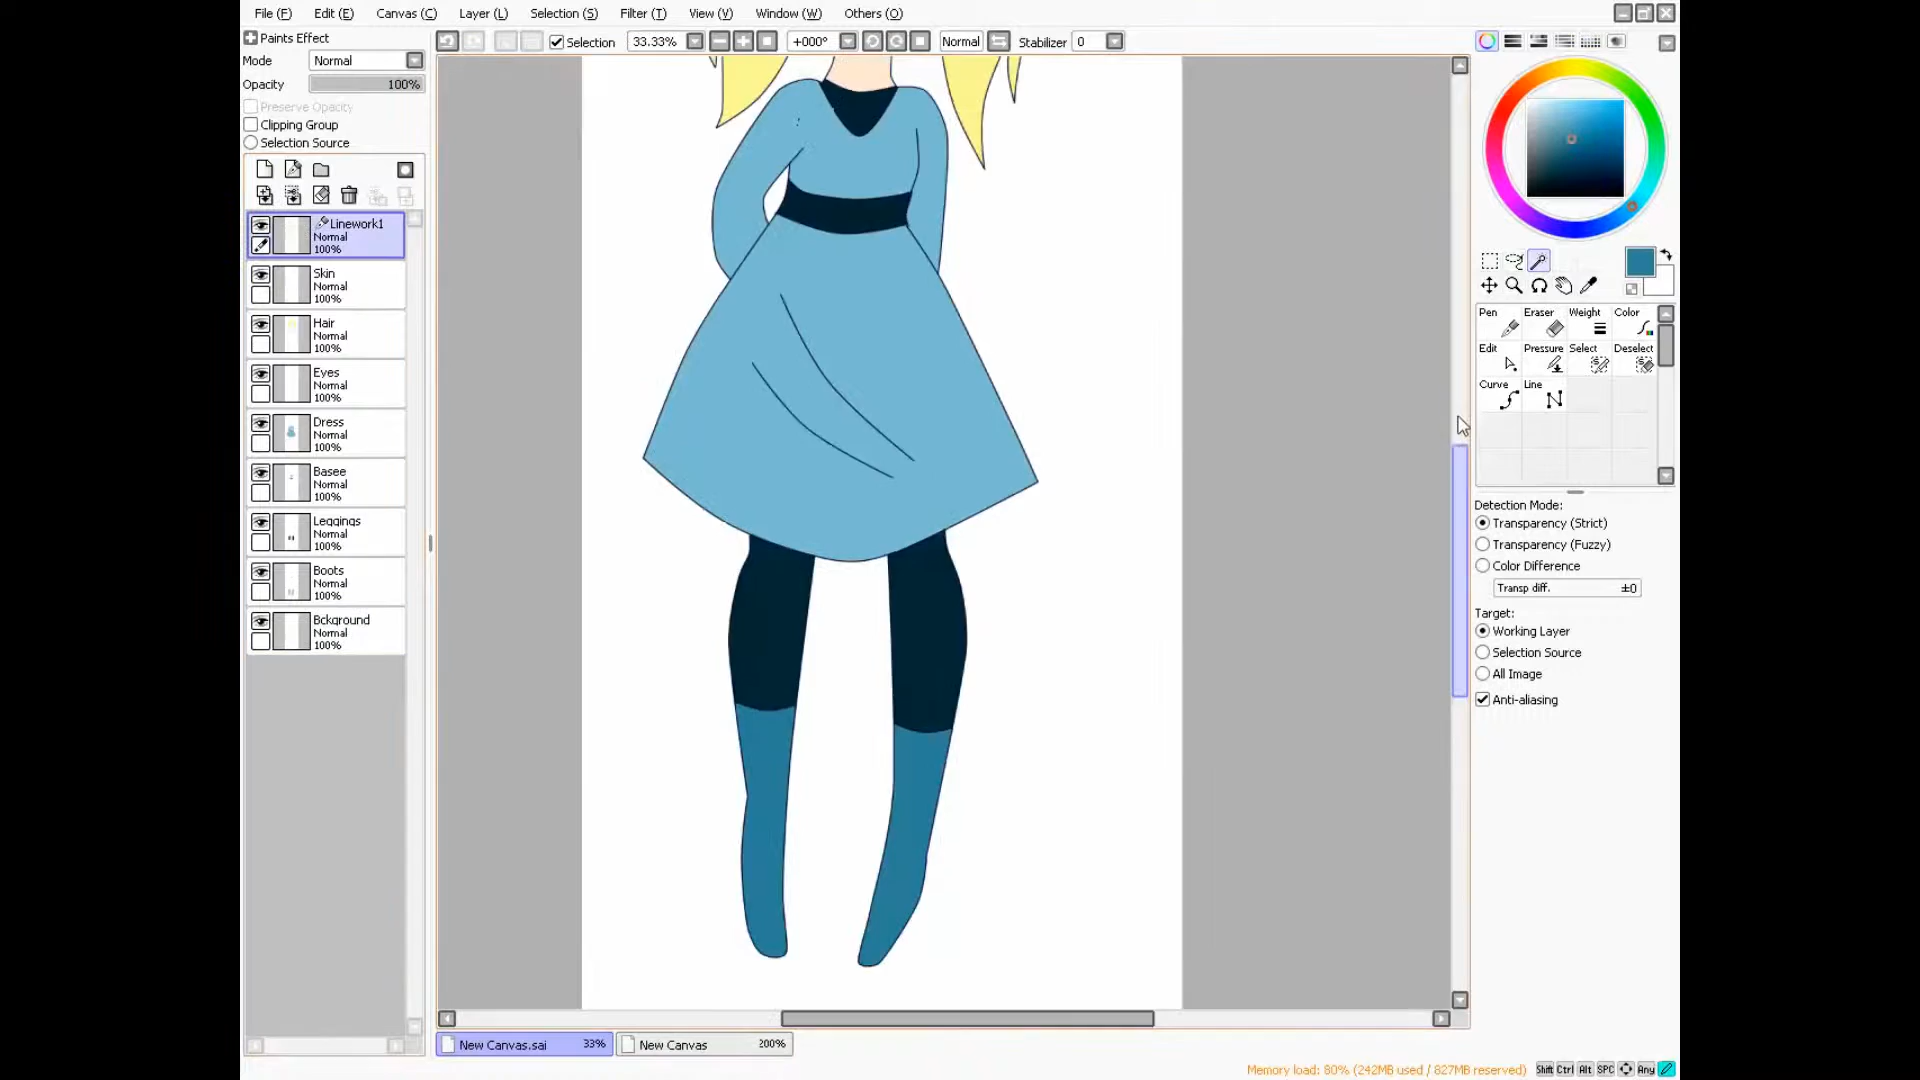 File (F) Edit (E) Canvas (C) Layer (L) Selection (S) Filter (T) View (V) Window (W) Others (O)
Paints Effect
Mode Normal
Opacity 100%
Preserve Opacity
Clipping Group
Selection Source
Selection 33.33% +000° Normal Stabilizer 0
Linework1
Normal
100%
Skin
Normal
100%
Hair
Normal
100%
Eyes
Normal
100%
Dress
Normal
100%
Basee
Normal
100%
Leggings
Normal
100%
Boots
Normal
100%
Bckground
Normal
100%
Pen Eraser Weight Color
Edit Pressure Select Deselect
Curve Line
Detection Mode:
Transparency (Strict)
Transparency (Fuzzy)
Color Difference
Transp diff. ±0
Target:
Working Layer
Selection Source
All Image
Anti-aliasing
New Canvas.sai 33% New Canvas 200%
Memory load: 80% (242MB used / 827MB reserved) Shift Ctrl Alt SPC Any